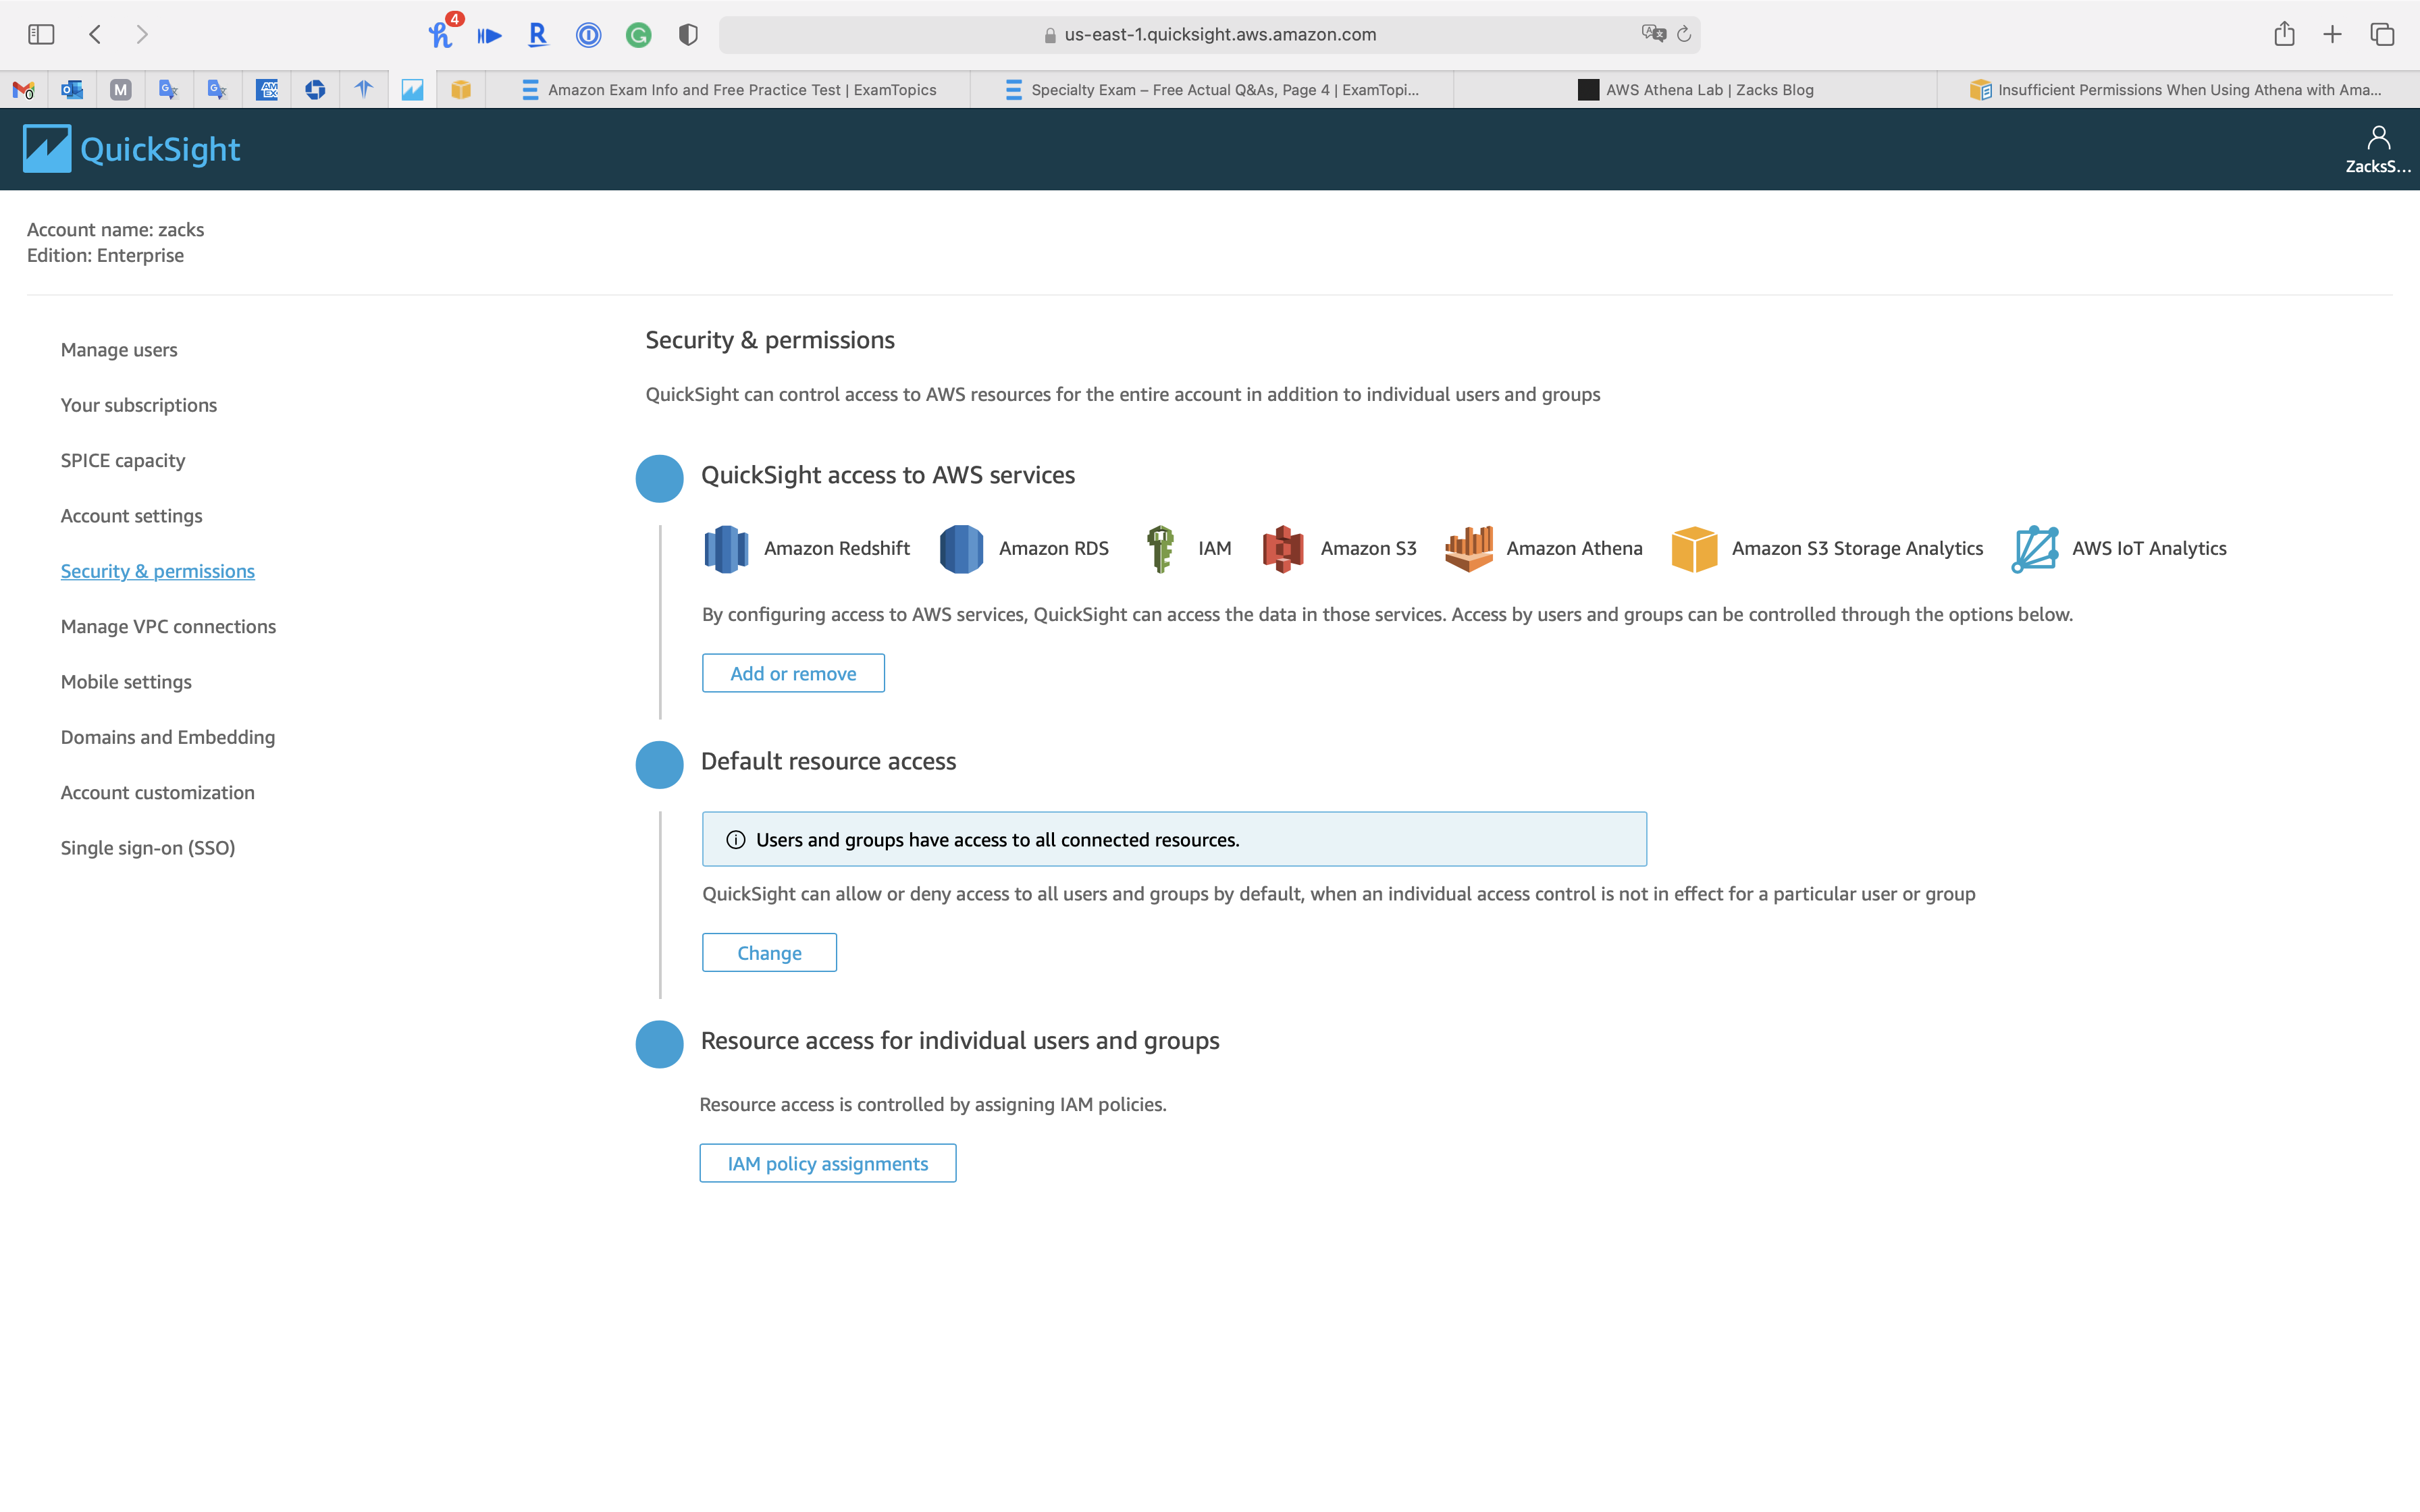 4
us-east-1.quicksight.aws.amazon.com
Amazon Exam Info and Free Practice Test | ExamTopics
Specialty Exam – Free Actual Q&As, Page 4 | ExamTopi...
AWS Athena Lab | Zacks Blog
Insufficient Permissions When Using Athena with Ama...
QuickSight
ZacksS...
Account name: zacks
Edition: Enterprise
Manage users
Your subscriptions
SPICE capacity
Account settings
Security & permissions
Manage VPC connections
Mobile settings
Domains and Embedding
Account customization
Single sign-on (SSO)
Security & permissions
QuickSight can control access to AWS resources for the entire account in addition to individual users and groups
QuickSight access to AWS services
Amazon Redshift
Amazon RDS
IAM
Amazon S3
Amazon Athena
Amazon S3 Storage Analytics
AWS IoT Analytics
By configuring access to AWS services, QuickSight can access the data in those services. Access by users and groups can be controlled through the options below.
Add or remove
Default resource access
Users and groups have access to all connected resources.
QuickSight can allow or deny access to all users and groups by default, when an individual access control is not in effect for a particular user or group
Change
Resource access for individual users and groups
Resource access is controlled by assigning IAM policies.
IAM policy assignments